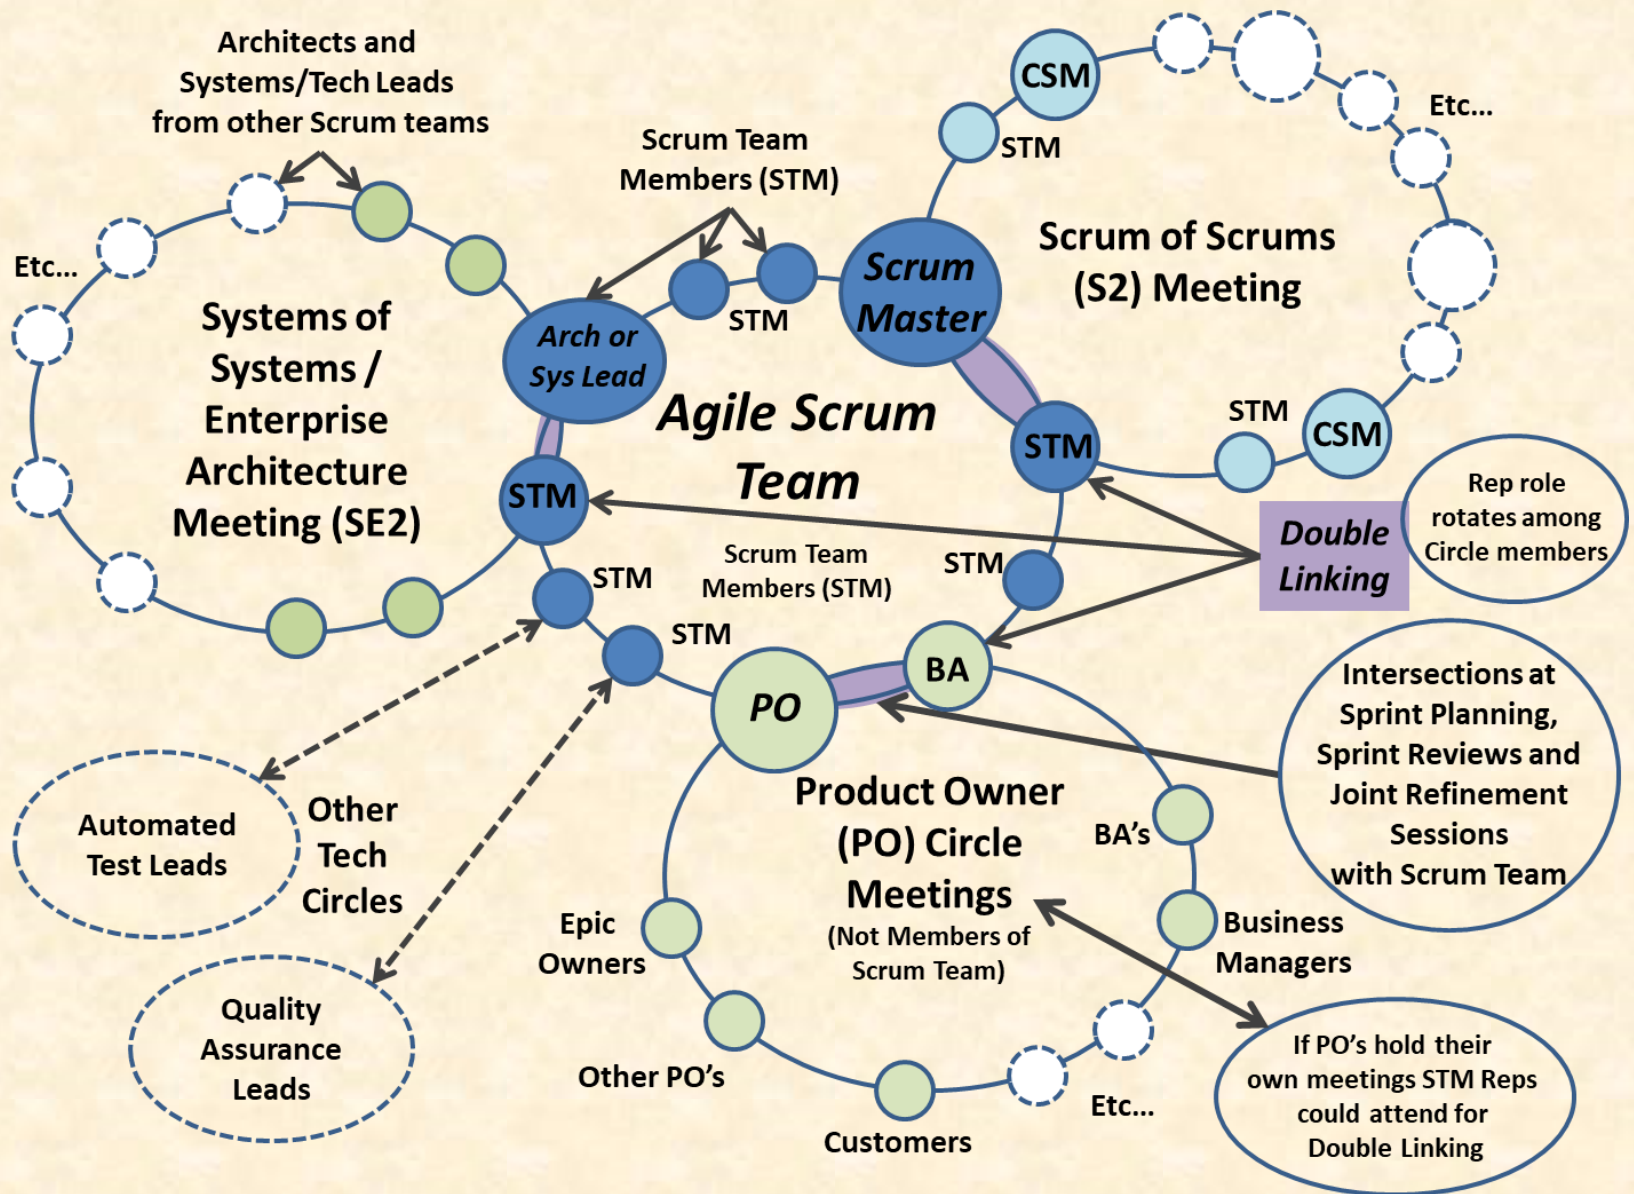 Architects and
Systems/Tech Leads
from other Scrum teams
Scrum Team
Members (STM)
CSM
STM
Etc...
Etc...
Scrum of Scrums
(S2) Meeting
Scrum
Master
Systems of
Systems /
Enterprise
Architecture
Meeting (SE2)
Arch or
Sys Lead
STM
Agile Scrum
Team
STM
STM
CSM
STM
Rep role
rotates among
Circle members
Double
Linking
Scrum Team
Members (STM)
STM
STM
STM
PO
BA
Intersections at
Sprint Planning,
Sprint Reviews and
Joint Refinement
Sessions
with Scrum Team
Product Owner
(PO) Circle
Meetings
(Not Members of
Scrum Team)
BA's
Automated
Test Leads
Other
Tech
Circles
Epic
Owners
Business
Managers
Quality
Assurance
Leads
Other PO's
Customers
Etc...
If PO's hold their
own meetings STM Reps
could attend for
Double Linking